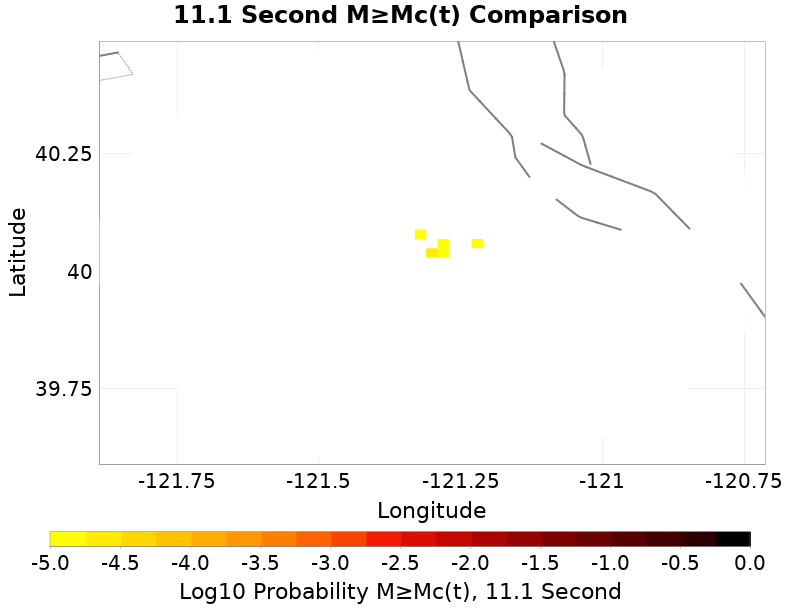 11.1 Second M≥Mc(t) Comparison
Latitude
40.25
40
39.75
-121.75 -121.5 -121.25 -121 -120.75
Longitude
-5.0 -4.5 -4.0 -3.5 -3.0 -2.5 -2.0 -1.5 -1.0 -0.5 0.0
Log10 Probability M≥Mc(t), 11.1 Second